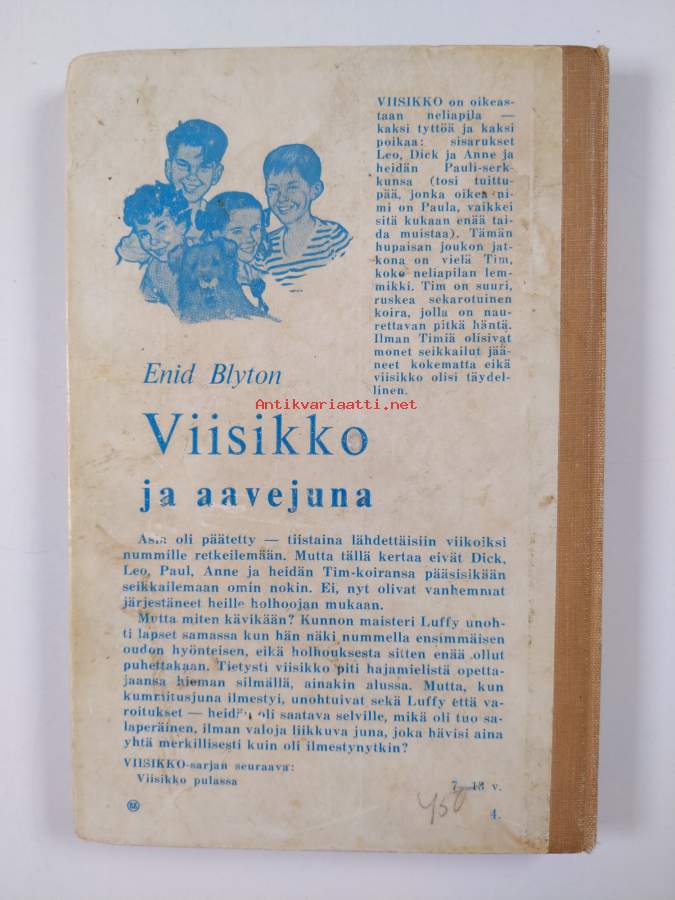 VIISIKKO on oikeas-
taan neliapila —
kaksi tyttöä ja kaksi
poikaa: sisarukset
Leo, Dick ja Anne ja
heidän Pauli-serk-
kunsa (tosi tuittu-
pää, jonka oikea ni-
mi on Paula, vaikkei
sitä kukaan enää tai-
da muistaa). Tämän
hupaisan joukon jat-
kona on vielä Tim,
koko neliapilan lem-
mikki. Tim on suuri,
ruskea sekarotuinen
koira, jolla on nau-
rettavan pitkä häntä.
Ilman Timiä olisivat
monet seikkailut jää-
neet kokematta eikä
viisikko olisi täydel-
linen.
Enid Blyton
Antikvariaatti.net
Viisikko
ja aavejuna
Asia oli päätetty — tiistaina lähdettäisiin viikoiksi
nummille retkeilemään. Mutta tällä kertaa eivät Dick,
Leo, Paul, Anne ja heidän Tim-koiransa pääsisikään
seikkailemaan omin nokin. Ei, nyt olivat vanhemmat
järjestäneet heille holhoojan mukaan.
Mutta miten kävikään? Kunnon maisteri Luffy unoh-
ti lapset samassa kun hän näki nummella ensimmäisen
oudon hyönteisen, eikä holhouksesta sitten enää ollut
puhettakaan. Tietysti viisikko piti hajamielistä opetta-
jaansa hieman silmällä, ainakin alussa. Mutta, kun
kummitusjuna ilmestyi, unohtuivat sekä Luffy että va-
roitukset — heidän oli saatava selville, mikä oli tuo sa-
laperäinen, ilman valoja liikkuva juna, joka hävisi aina
yhtä merkillisesti kuin oli ilmestynytkin?
VIISIKKO-sarjan seuraava:
Viisikko pulassa
7—13 v.
450
4.